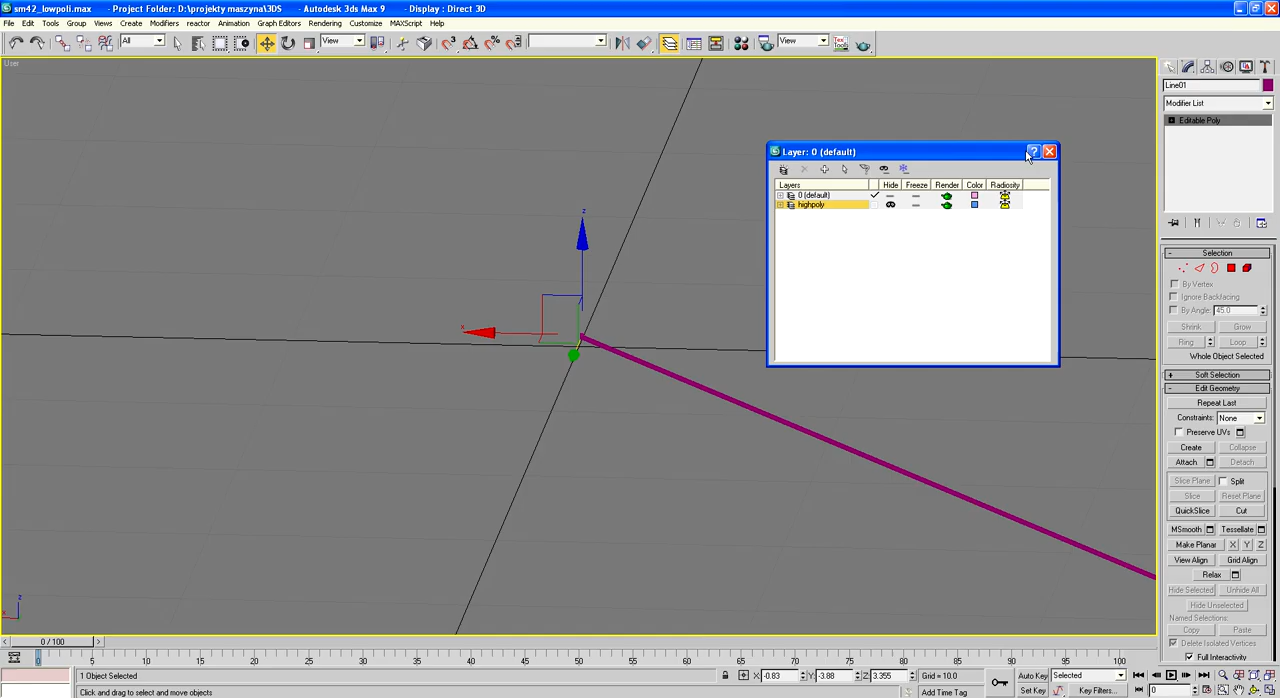 sm42_lowpoli.max - Project Folder: D:\projekty maszyna\3DS - Autodesk 3ds Max 9 - Display : Direct 3D
File Edit Tools Group Views Create Modifiers reactor Animation Graph Editors Rendering Customize MAXScript Help
All View View
User
Line01
Modifier List
Editable Poly
Layer: 0 (default)
Layers Hide Freeze Render Color Radiosity
0 (default)
highpoly
z
x
Selection
By Vertex
Ignore Backfacing
By Angle: 45.0
Shrink Grow
Ring Loop
Whole Object Selected
Soft Selection
Edit Geometry
Repeat Last
Constraints: None
Preserve UVs
Create Collapse
Attach Detach
Slice Plane Split
Slice Reset Plane
QuickSlice Cut
MSmooth Tessellate
Make Planar X Y Z
View Align Grid Align
Relax
Hide Selected Unhide All
Hide Unselected
Named Selections:
Copy Paste
Delete Isolated Vertices
Full Interactivity
z
x
0 / 100
0 5 10 15 20 25 30 35 40 45 50 55 60 65 70 75 80 85 90 95 100
1 Object Selected X: -0.83 Y: -3.88 Z: 3.355 Grid = 10.0 Auto Key Selected
Click and drag to select and move objects Add Time Tag Set Key Key Filters... 0